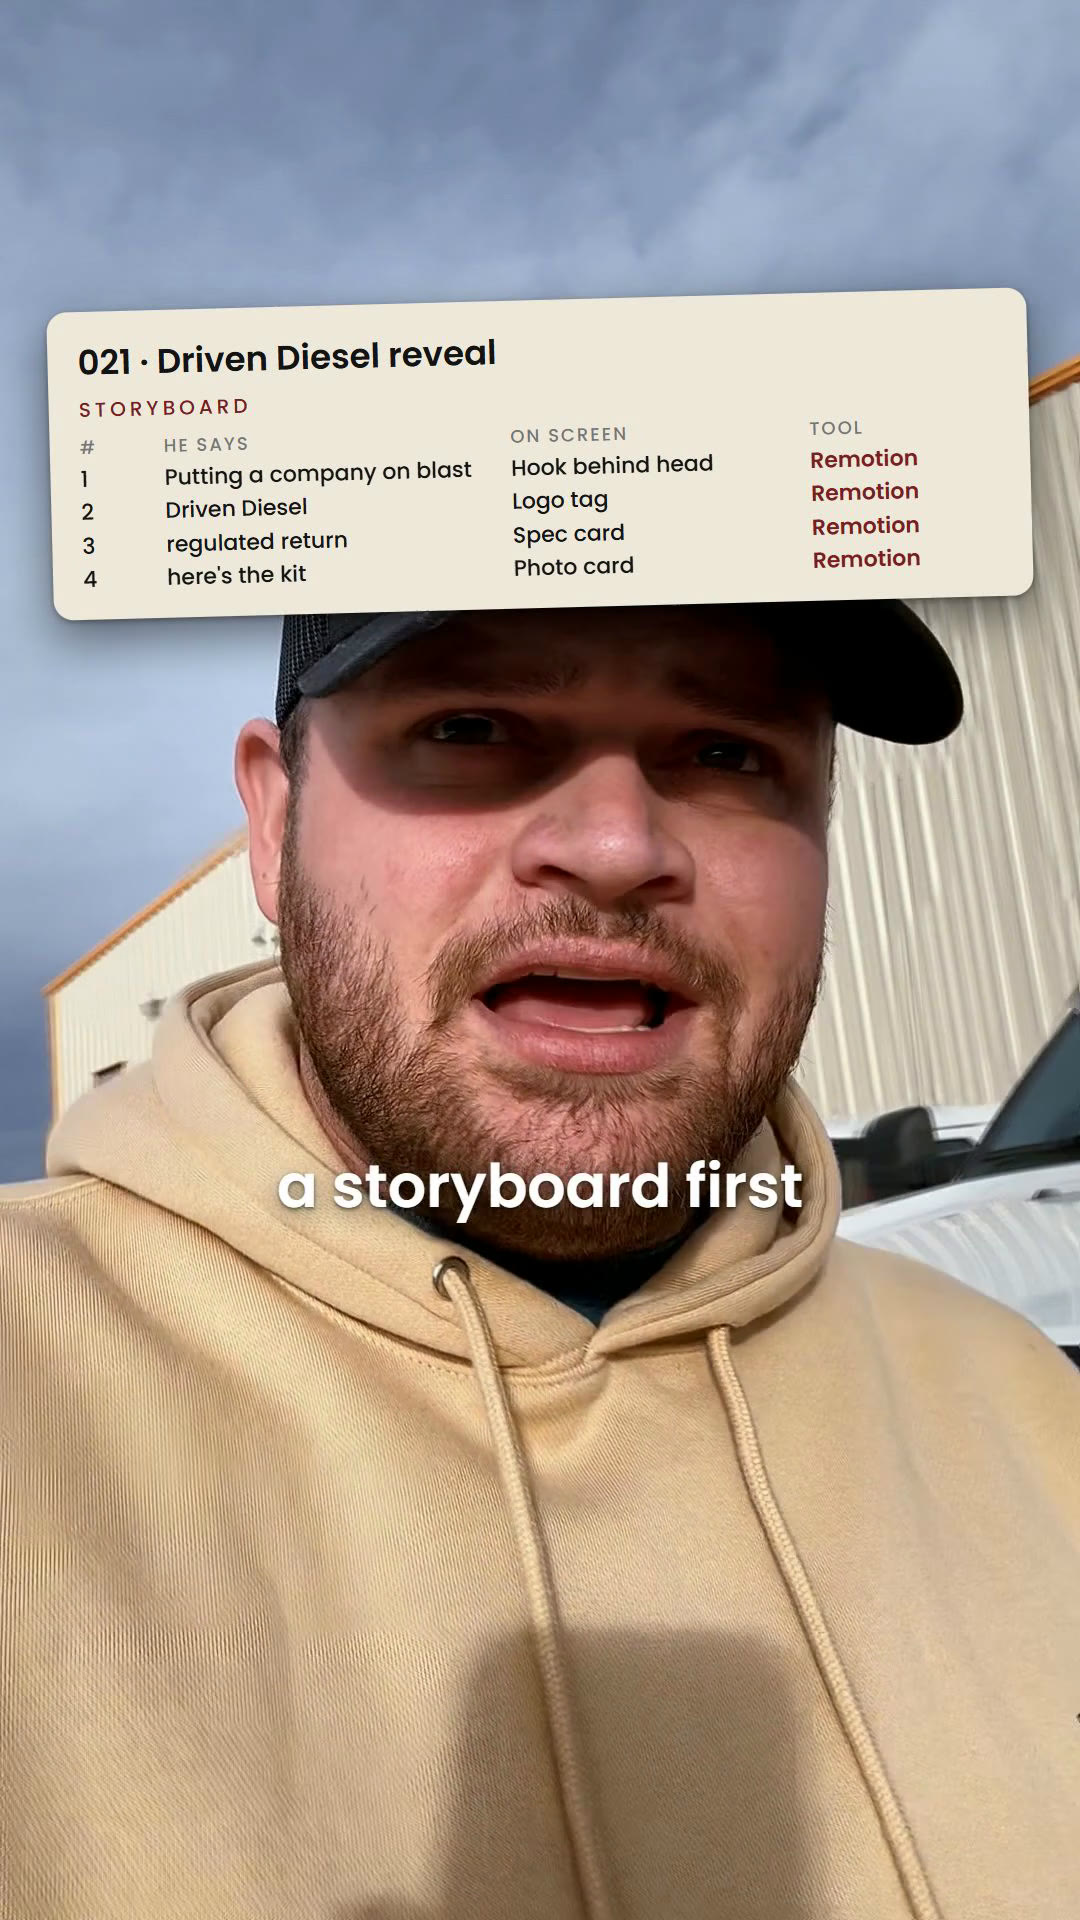 021 · Driven Diesel reveal
STORYBOARD
# HE SAYS ON SCREEN TOOL
1 Putting a company on blast Hook behind head Remotion
2 Driven Diesel Logo tag Remotion
3 regulated return Spec card Remotion
4 here's the kit Photo card Remotion
a storyboard first